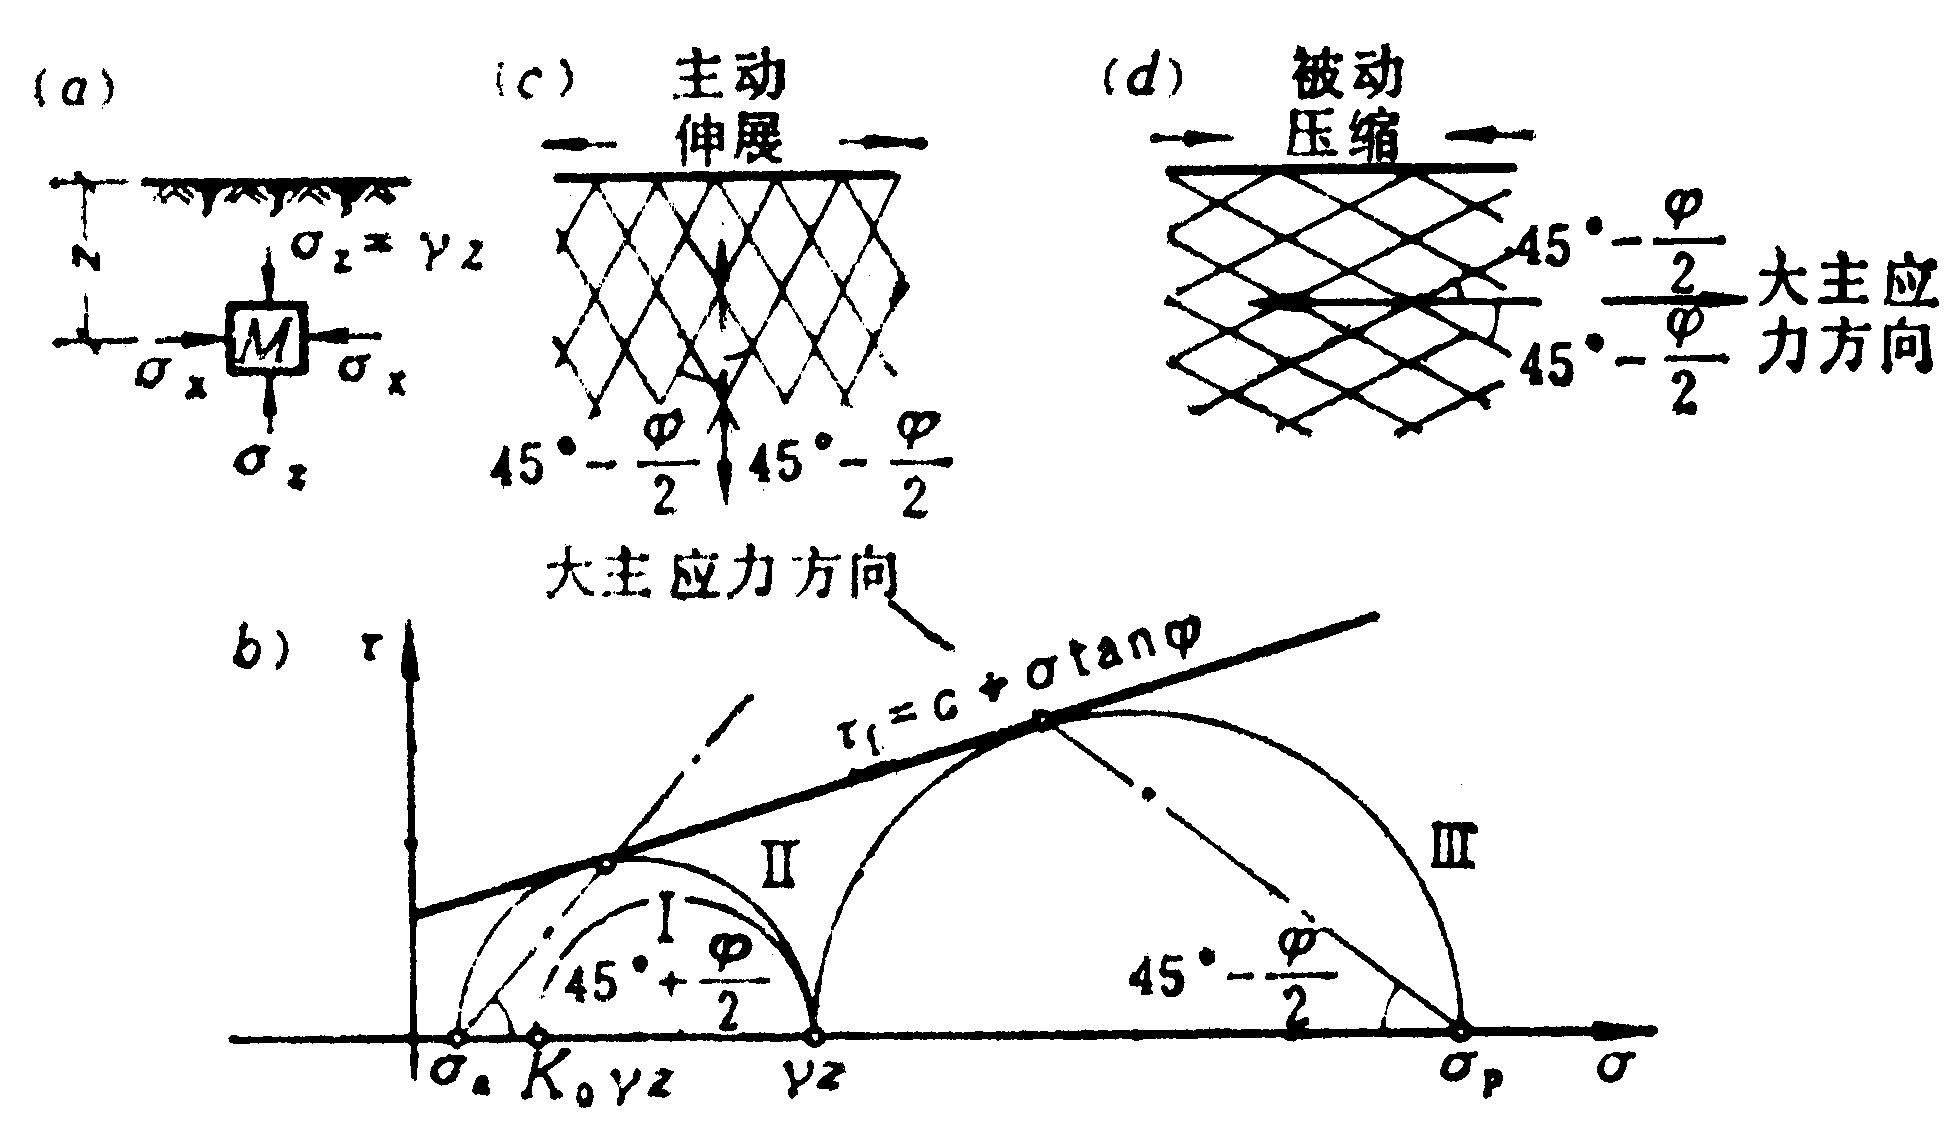 (a)
z
σz = γz
M
σx
σx
σz
(c)
主动
伸展
45°-φ/2
45°-φ/2
大主应力方向
(d)
被动
压缩
45°-φ/2
45°-φ/2
大主应
力方向
b)
τ
τf=c+σtanφ
I
II
III
45°+φ/2
45°-φ/2
σa
K0γz
γz
σp
σ